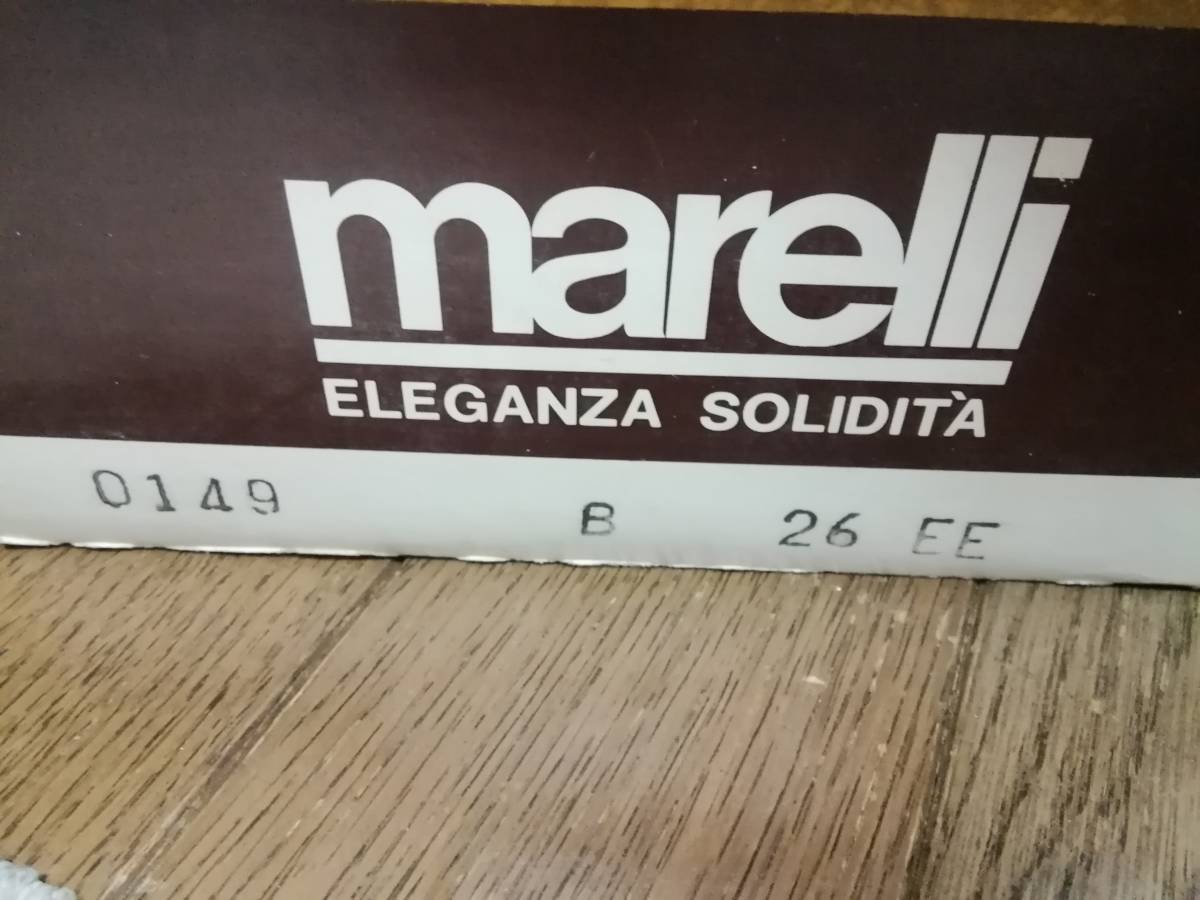 marelli
ELEGANZA SOLIDITÀ
0149 B 26 EE